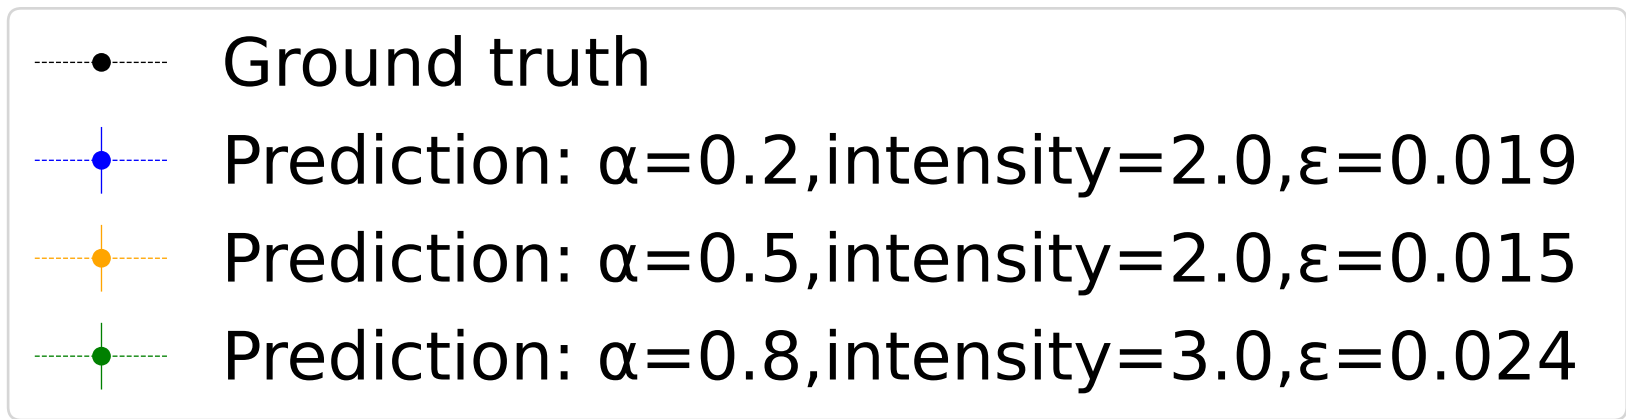 Ground truth
Prediction: α=0.2,intensity=2.0,ε=0.019
Prediction: α=0.5,intensity=2.0,ε=0.015
Prediction: α=0.8,intensity=3.0,ε=0.024